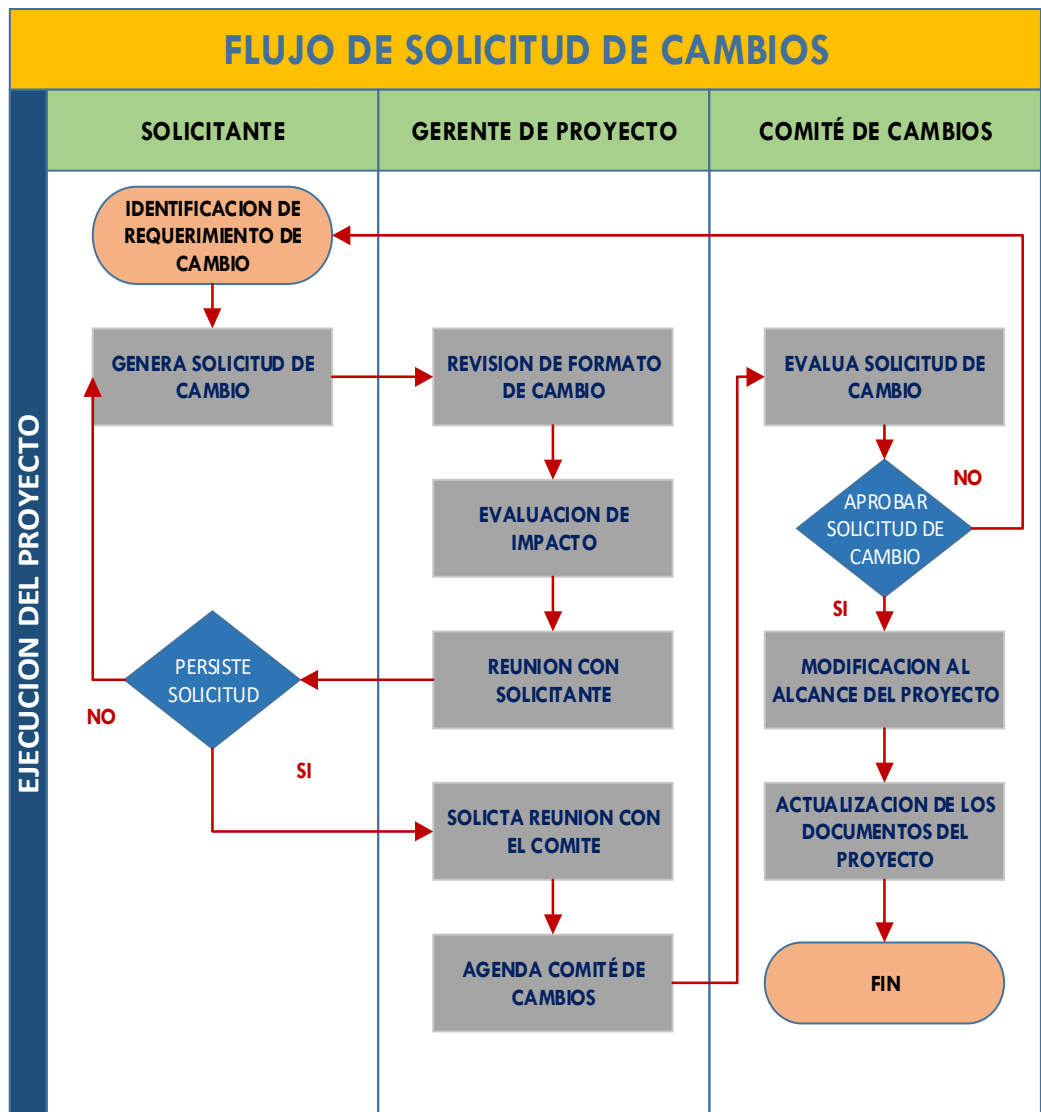 FLUJO DE SOLICITUD DE CAMBIOS
EJECUCION DEL PROYECTO
SOLICITANTE
GERENTE DE PROYECTO
COMITÉ DE CAMBIOS
IDENTIFICACION DE
REQUERIMIENTO DE
CAMBIO
GENERA SOLICITUD DE
CAMBIO
REVISION DE FORMATO
DE CAMBIO
EVALUACION DE
IMPACTO
REUNION CON
SOLICITANTE
PERSISTE
SOLICITUD
NO
SI
SOLICTA REUNION CON
EL COMITE
AGENDA COMITÉ DE
CAMBIOS
EVALUA SOLICITUD DE
CAMBIO
APROBAR
SOLICITUD DE
CAMBIO
NO
SI
MODIFICACION AL
ALCANCE DEL PROYECTO
ACTUALIZACION DE LOS
DOCUMENTOS DEL
PROYECTO
FIN